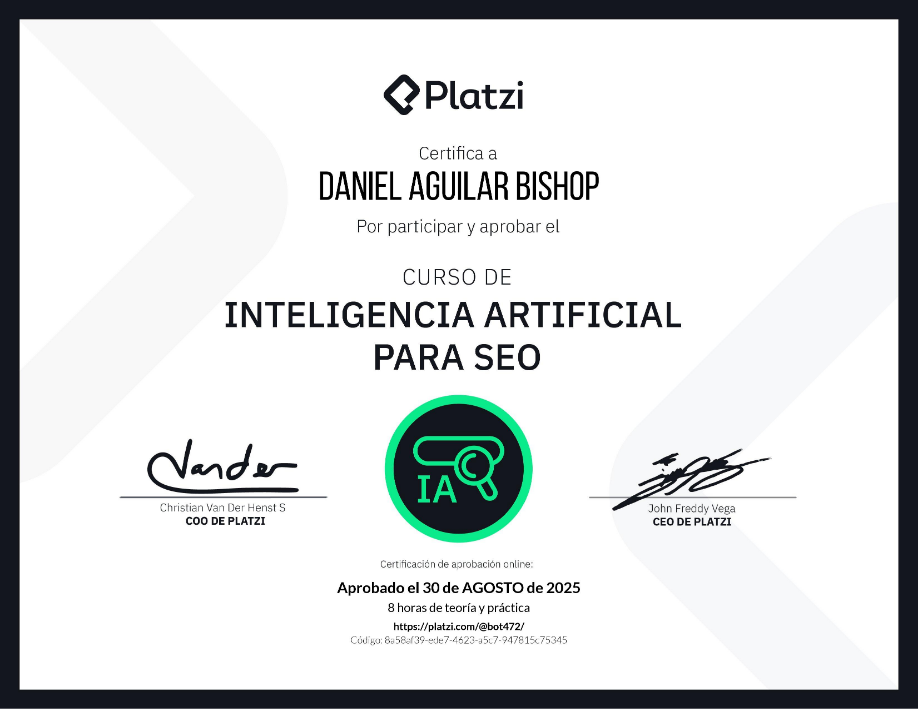 Platzi
Certifica a
DANIEL AGUILAR BISHOP
Por participar y aprobar el
CURSO DE
INTELIGENCIA ARTIFICIAL
PARA SEO
Vander
IA
Christian Van Der Henst S
COO DE PLATZI
John Freddy Vega
CEO DE PLATZI
Certificación de aprobación online:
Aprobado el 30 de AGOSTO de 2025
8 horas de teoría y práctica
https://platzi.com/@bot472/
Código: 8a58af39-ede7-4623-a5c7-947815c75345